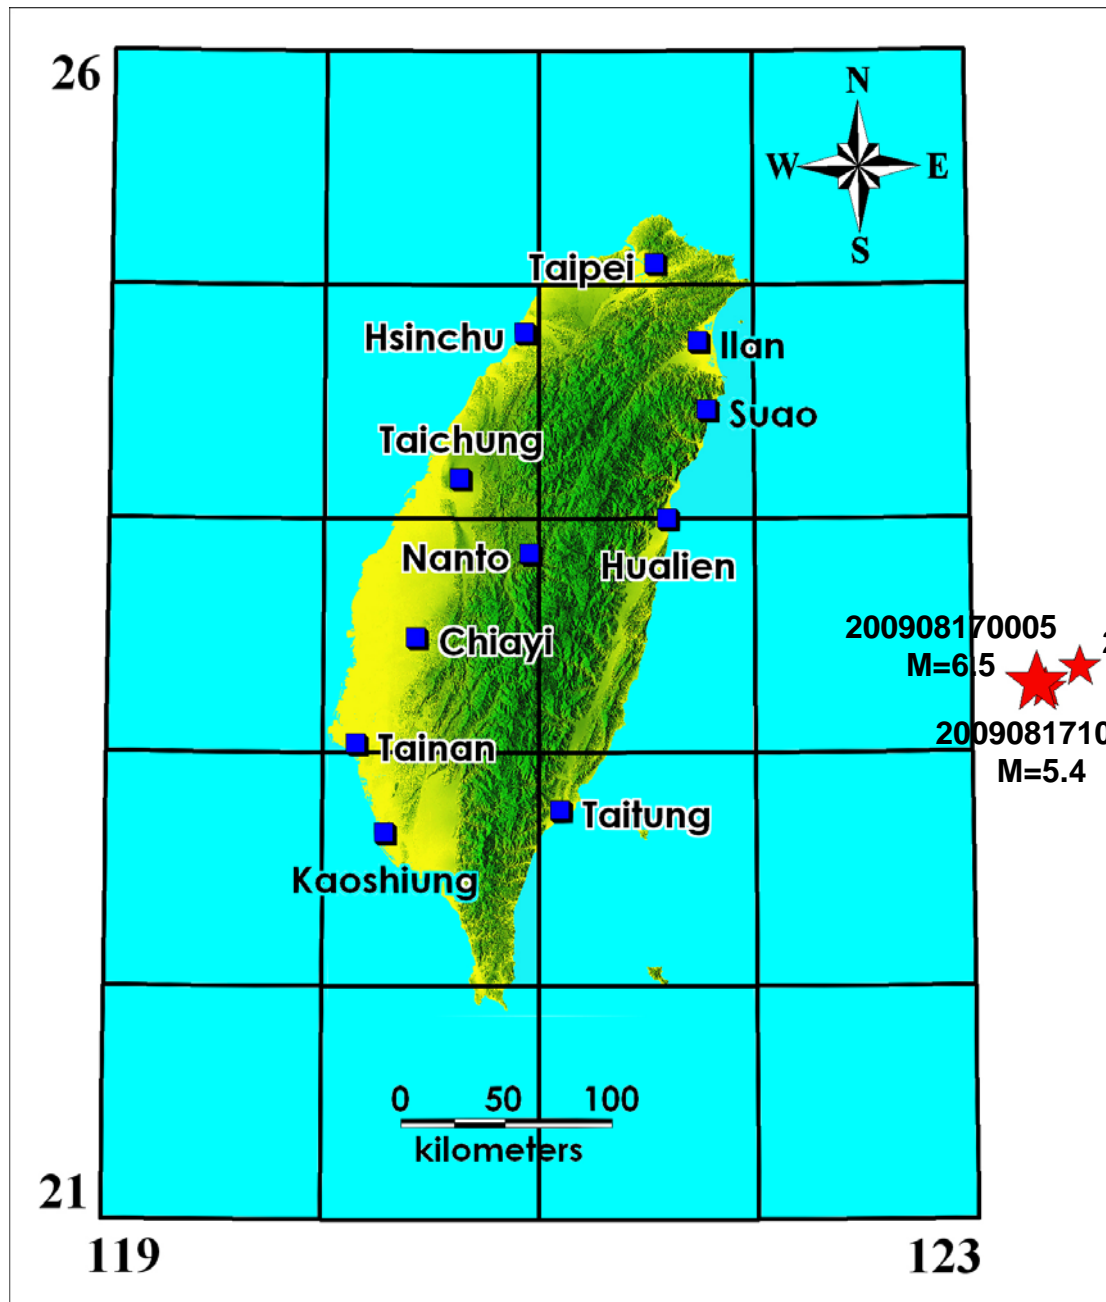 26
N
W E
S
Taipei
Hsinchu
Ilan
Suao
Taichung
Nanto
Hualien
200908170005
M=6.5
Chiayi
2009081710
M=5.4
Tainan
Taitung
Kaoshiung
0 50 100
kilometers
21
119 123